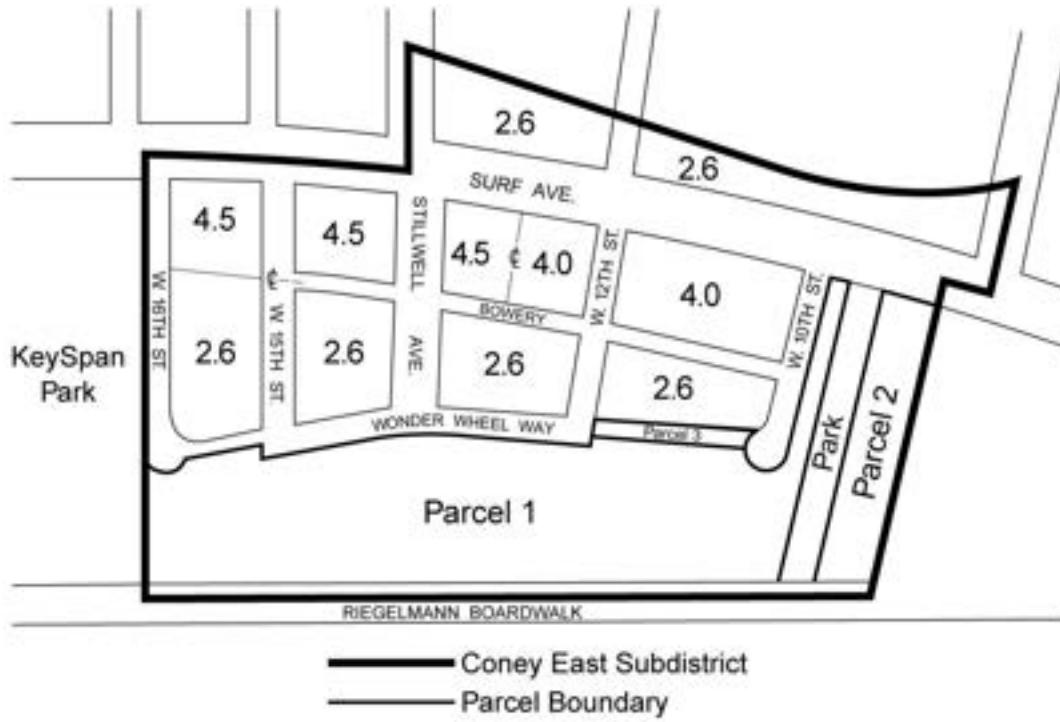 2.6
2.6
SURF AVE.
4.5
4.5
STILLWELL
AVE.
4.5
4.0
W. 12TH ST.
4.0
W. 10TH ST.
W. 16TH ST.
W. 15TH ST.
BOWERY
KeySpan
Park
2.6
2.6
2.6
2.6
WONDER WHEEL WAY
Parcel 3
Park
Parcel 2
Parcel 1
RIEGELMANN BOARDWALK
Coney East Subdistrict
Parcel Boundary